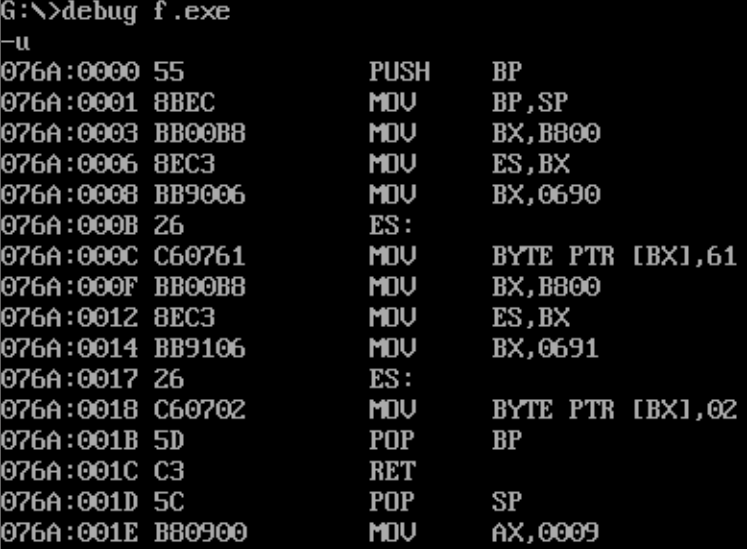 G:\>debug f.exe
-u
076A:0000 55 PUSH BP
076A:0001 8BEC MOV BP,SP
076A:0003 BB00B8 MOV BX,B800
076A:0006 8EC3 MOV ES,BX
076A:0008 BB9006 MOV BX,0690
076A:000B 26 ES:
076A:000C C60761 MOV BYTE PTR [BX],61
076A:000F BB00B8 MOV BX,B800
076A:0012 8EC3 MOV ES,BX
076A:0014 BB9106 MOV BX,0691
076A:0017 26 ES:
076A:0018 C60702 MOV BYTE PTR [BX],02
076A:001B 5D POP BP
076A:001C C3 RET
076A:001D 5C POP SP
076A:001E B80900 MOV AX,0009